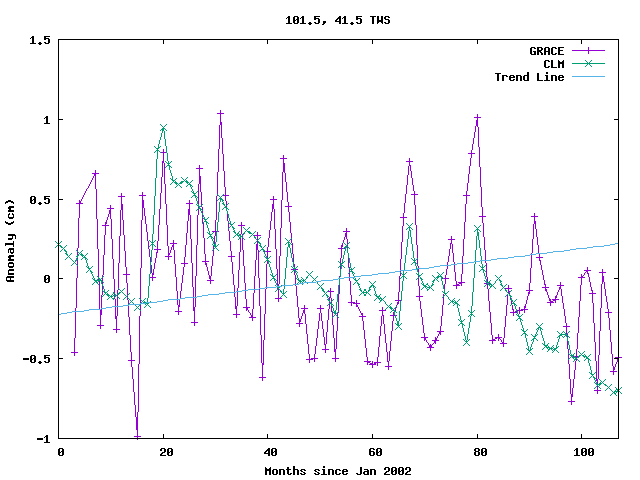 101.5, 41.5 TWS
1.5
GRACE
CLM
Trend Line
1
0.5
Anomaly (cm)
0
-0.5
-1
0 20 40 60 80 100
Months since Jan 2002